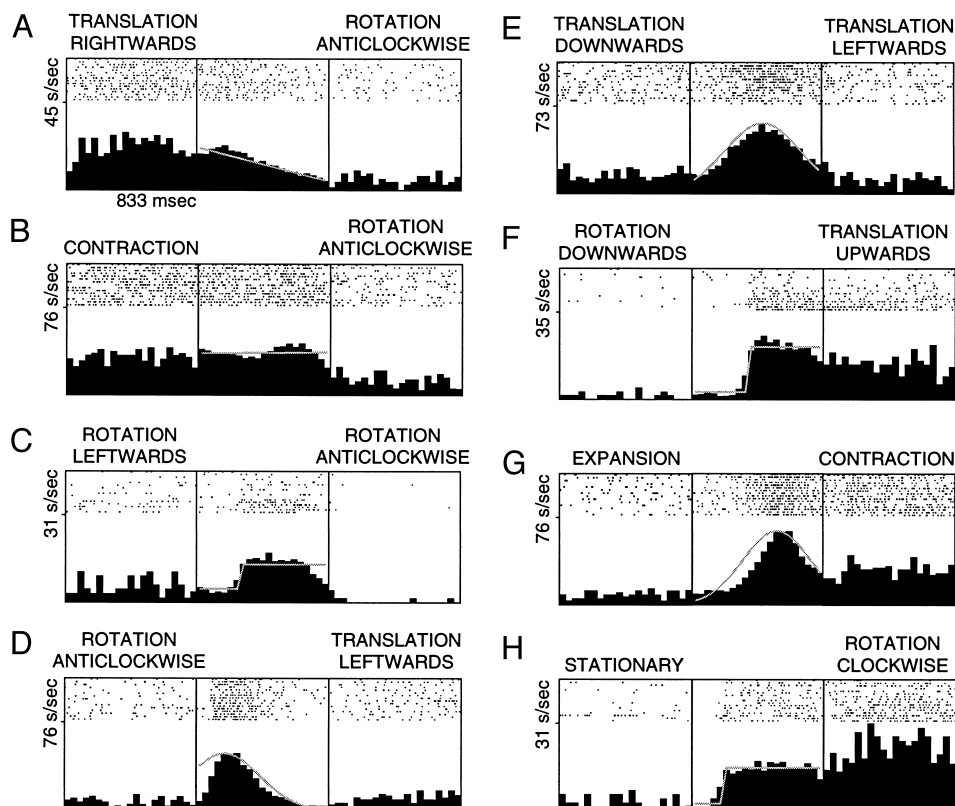 A
TRANSLATION
RIGHTWARDS
ROTATION
ANTICLOCKWISE
45 s/sec
833 msec
B
CONTRACTION
ROTATION
ANTICLOCKWISE
76 s/sec
C
ROTATION
LEFTWARDS
ROTATION
ANTICLOCKWISE
31 s/sec
D
ROTATION
ANTICLOCKWISE
TRANSLATION
LEFTWARDS
76 s/sec
E
TRANSLATION
DOWNWARDS
TRANSLATION
LEFTWARDS
73 s/sec
F
ROTATION
DOWNWARDS
TRANSLATION
UPWARDS
35 s/sec
G
EXPANSION
CONTRACTION
76 s/sec
H
STATIONARY
ROTATION
CLOCKWISE
31 s/sec